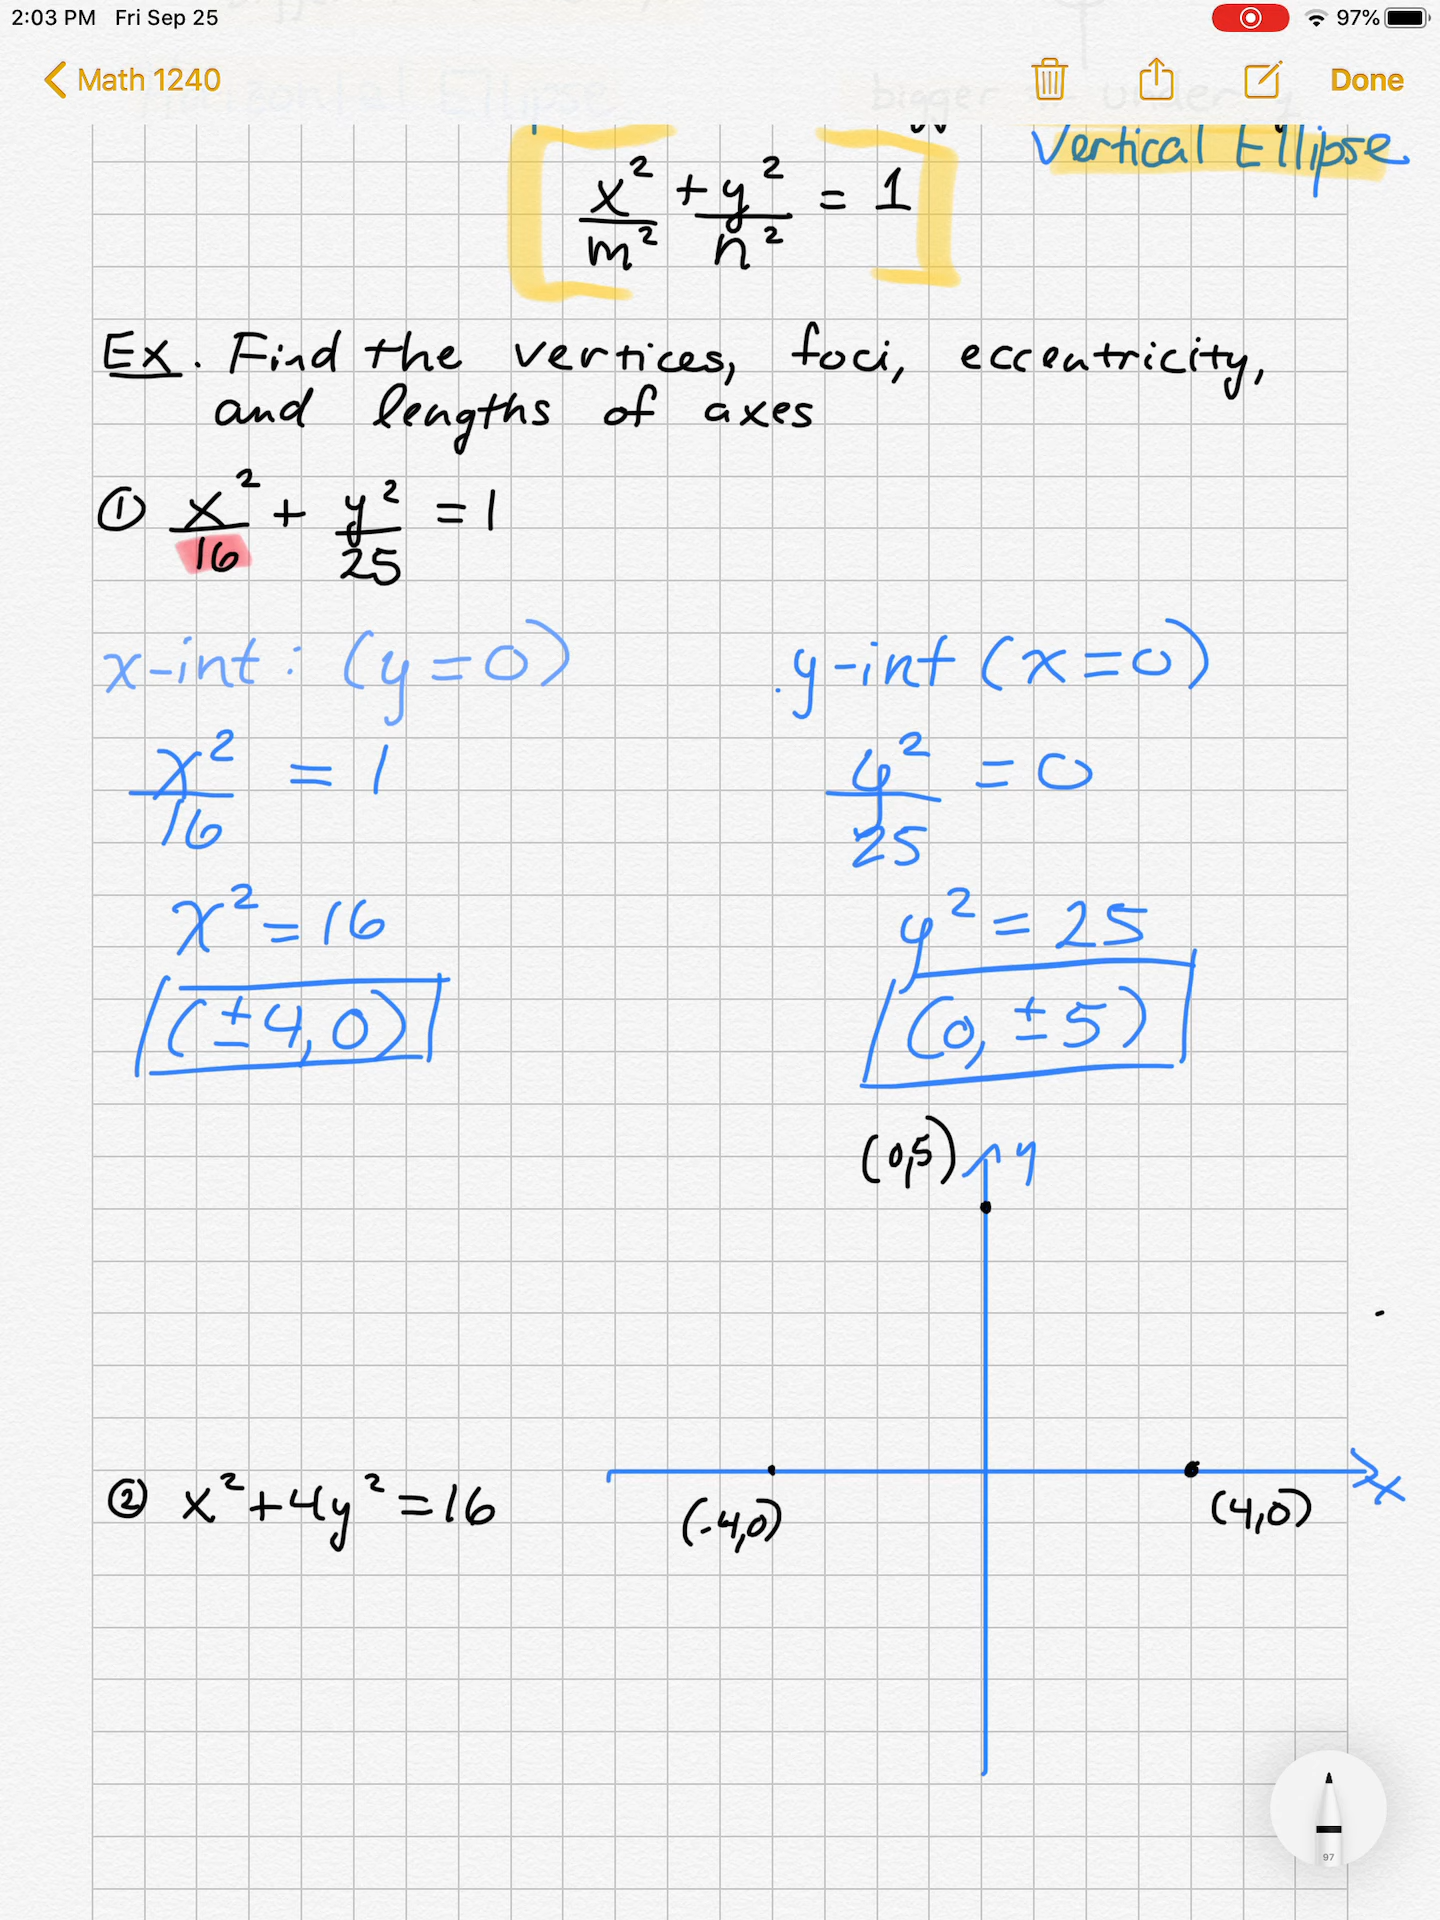 2:03 PM Fri Sep 25 97%
Math 1240 Done
bigger under y
Vertical Ellipse
x²/m² + y²/n² = 1
Ex. Find the vertices, foci, eccentricity,
and lengths of axes
① x²/16 + y²/25 = 1
x-int: (y=0) y-int (x=0)
x²/16 = 1 y²/25 = 0
x² = 16 y² = 25
(±4,0) (0, ±5)
(0,5) y
② x²+4y²=16
x
(-4,0) (4,0)
97